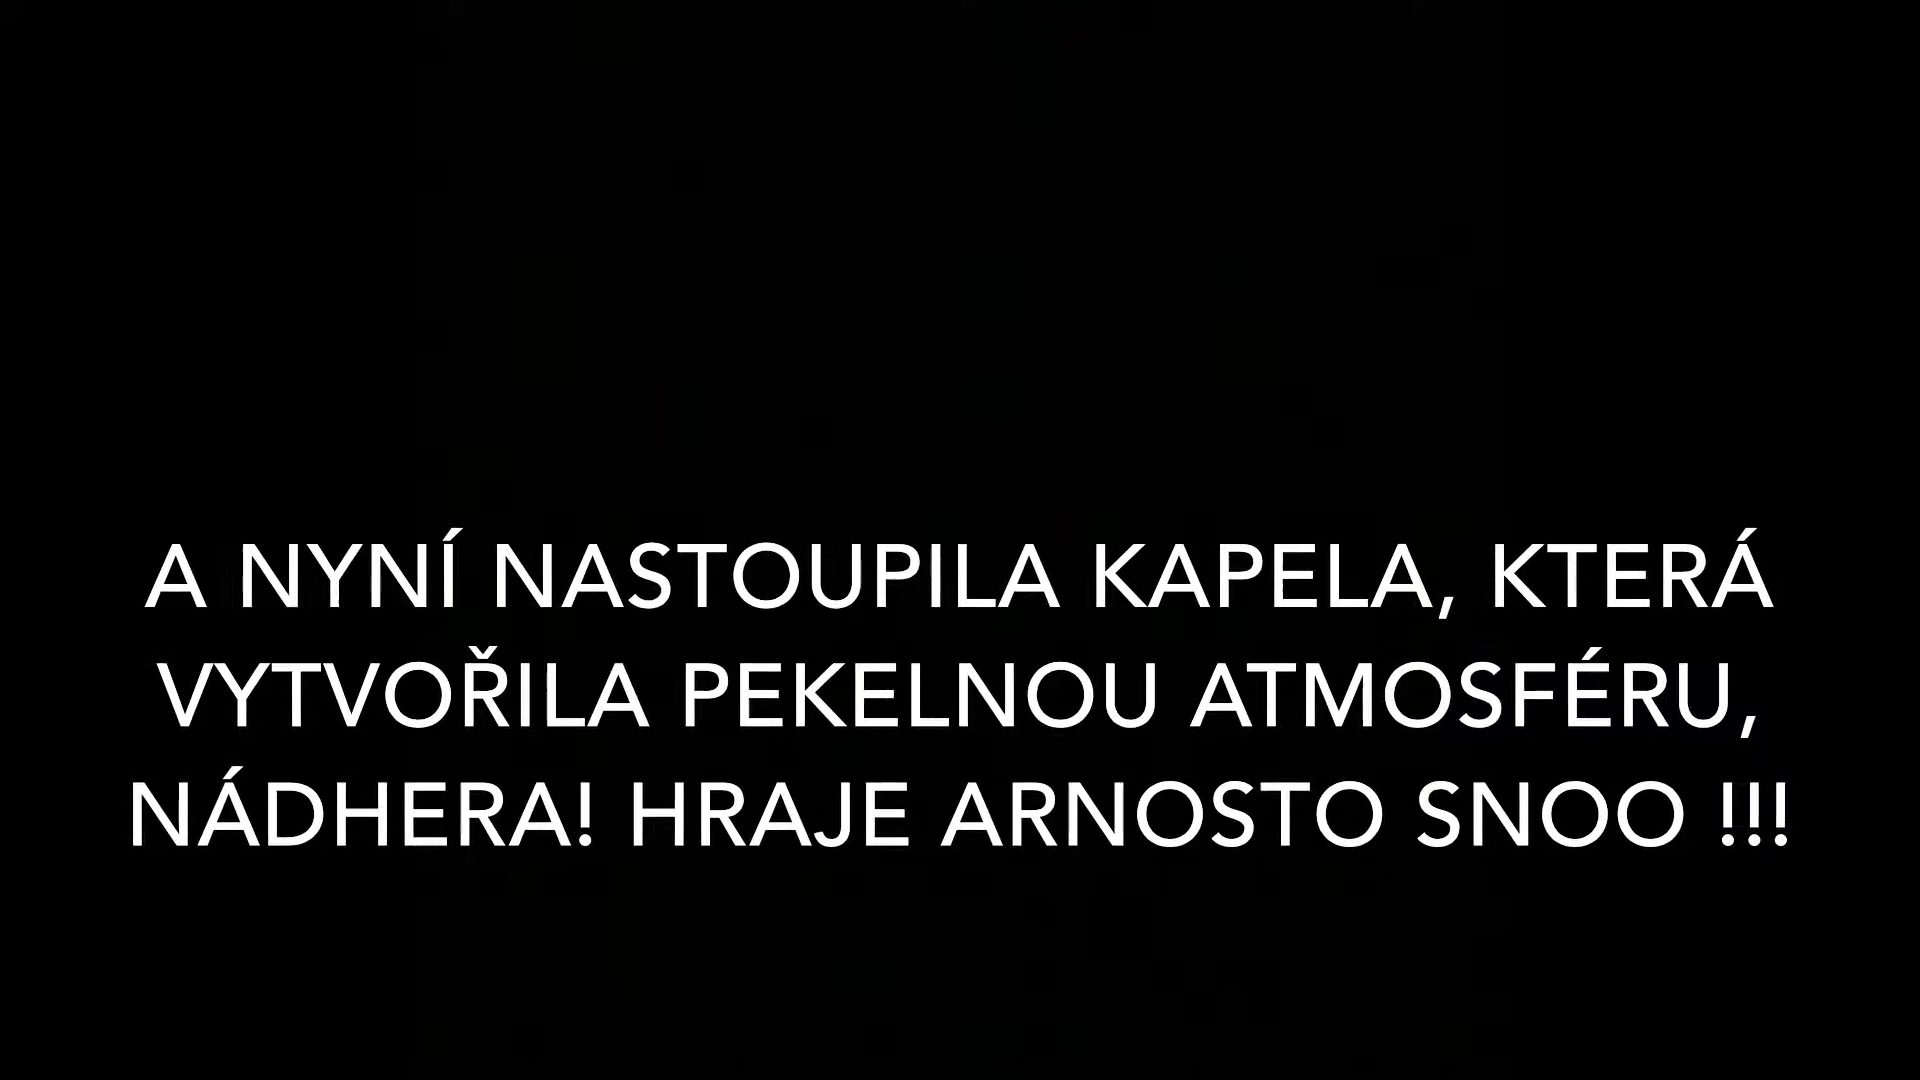 A NYNÍ NASTOUPILA KAPELA, KTERÁ
VYTVOŘILA PEKELNOU ATMOSFÉRU,
NÁDHERA! HRAJE ARNOSTO SNOO !!!